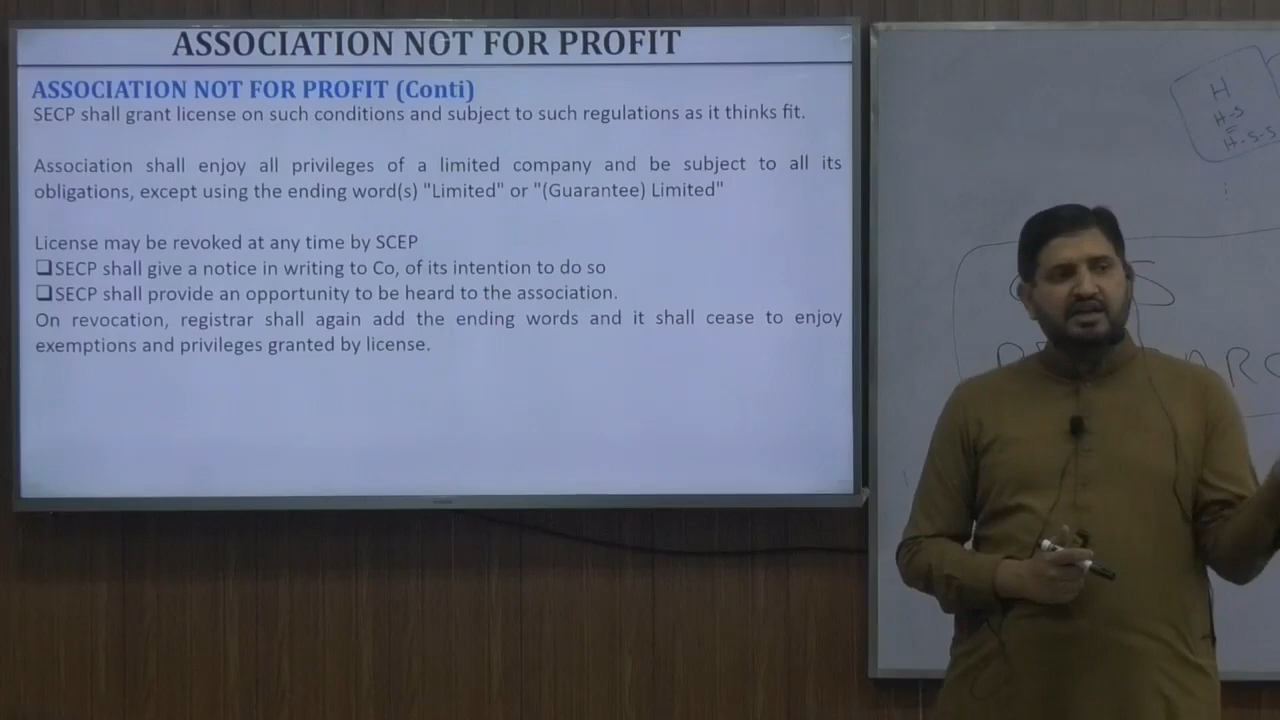 ASSOCIATION NOT FOR PROFIT
ASSOCIATION NOT FOR PROFIT (Conti)
SECP shall grant license on such conditions and subject to such regulations as it thinks fit.
Association shall enjoy all privileges of a limited company and be subject to all its
obligations, except using the ending word(s) "Limited" or "(Guarantee) Limited"
License may be revoked at any time by SCEP
❑SECP shall give a notice in writing to Co, of its intention to do so
❑SECP shall provide an opportunity to be heard to the association.
On revocation, registrar shall again add the ending words and it shall cease to enjoy
exemptions and privileges granted by license.
H
H-S
H-S-S